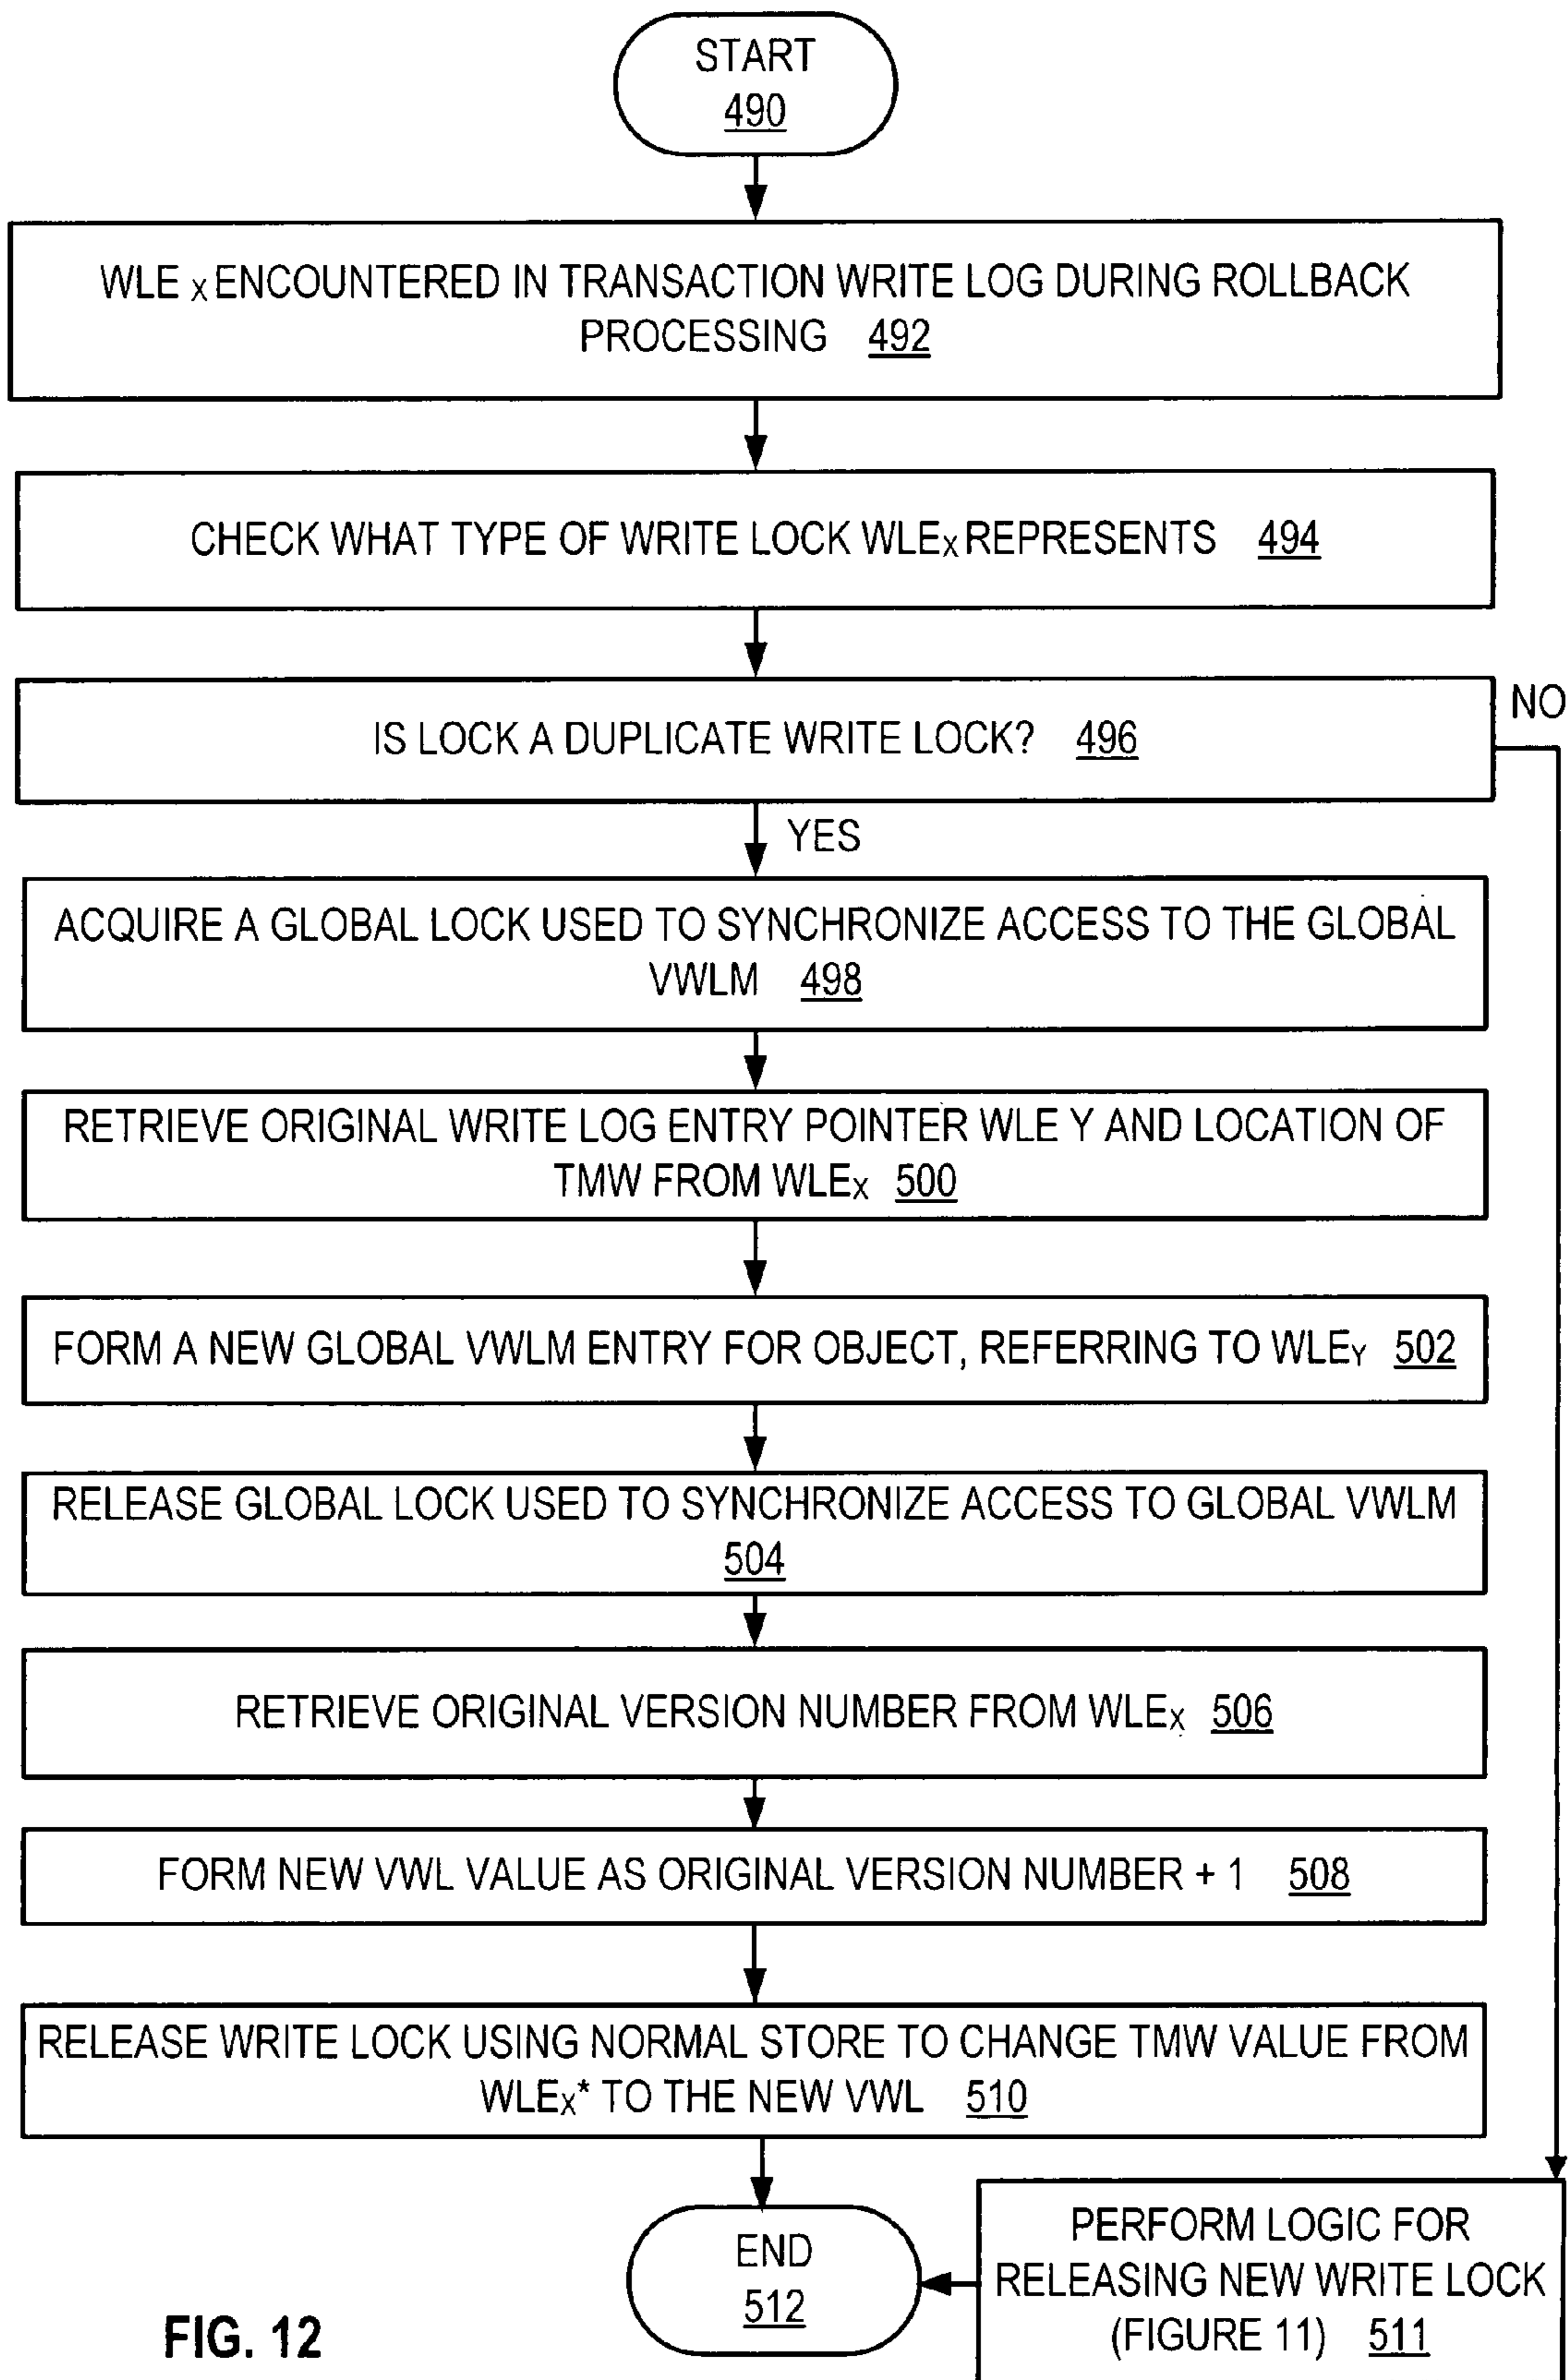 START
490
WLE X ENCOUNTERED IN TRANSACTION WRITE LOG DURING ROLLBACK
PROCESSING 492
CHECK WHAT TYPE OF WRITE LOCK WLEX REPRESENTS 494
IS LOCK A DUPLICATE WRITE LOCK? 496
NO
YES
ACQUIRE A GLOBAL LOCK USED TO SYNCHRONIZE ACCESS TO THE GLOBAL
VWLM 498
RETRIEVE ORIGINAL WRITE LOG ENTRY POINTER WLE Y AND LOCATION OF
TMW FROM WLEX 500
FORM A NEW GLOBAL VWLM ENTRY FOR OBJECT, REFERRING TO WLEY 502
RELEASE GLOBAL LOCK USED TO SYNCHRONIZE ACCESS TO GLOBAL VWLM
504
RETRIEVE ORIGINAL VERSION NUMBER FROM WLEX 506
FORM NEW VWL VALUE AS ORIGINAL VERSION NUMBER + 1 508
RELEASE WRITE LOCK USING NORMAL STORE TO CHANGE TMW VALUE FROM
WLEX* TO THE NEW VWL 510
END
512
PERFORM LOGIC FOR
RELEASING NEW WRITE LOCK
(FIGURE 11) 511
FIG. 12